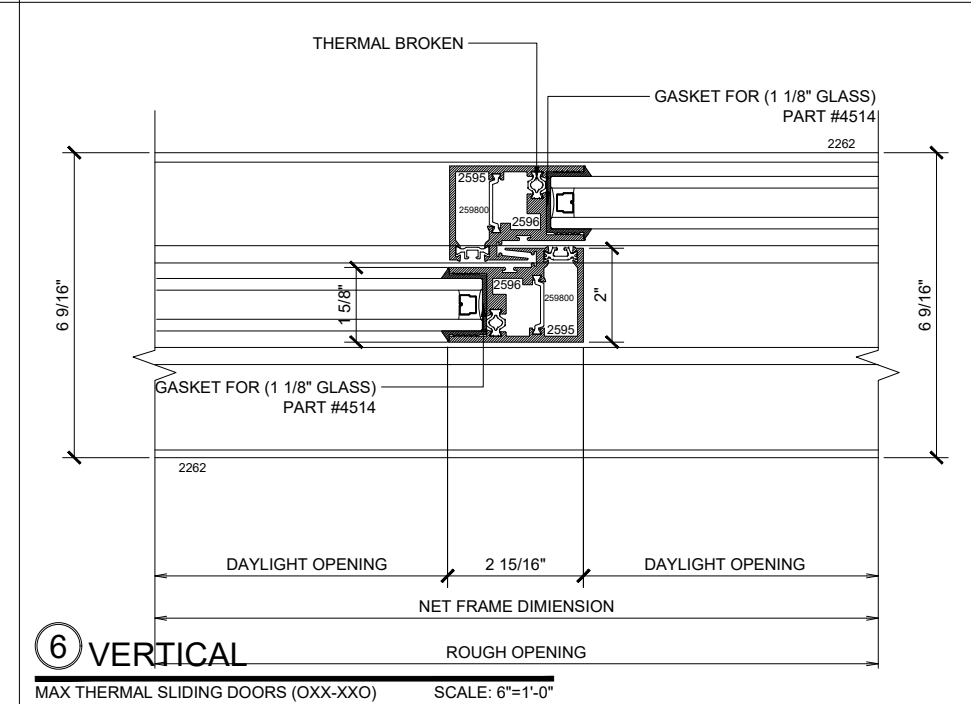 THERMAL BROKEN
GASKET FOR (1 1/8" GLASS)
PART #4514
2262
2595
259800
2596
6 9/16"
1 5/8"
2596
259800
2595
2"
6 9/16"
GASKET FOR (1 1/8" GLASS)
PART #4514
2262
DAYLIGHT OPENING
2 15/16"
DAYLIGHT OPENING
NET FRAME DIMIENSION
ROUGH OPENING
6 VERTICAL
MAX THERMAL SLIDING DOORS (OXX-XXO) SCALE: 6"=1'-0"